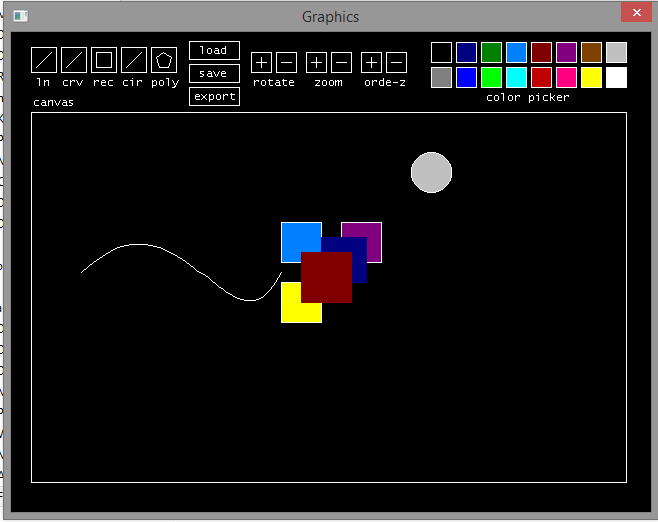 Graphics
ln crv rec cir poly
load
save
export
+ − + − + −
rotate zoom orde-z
color picker
canvas